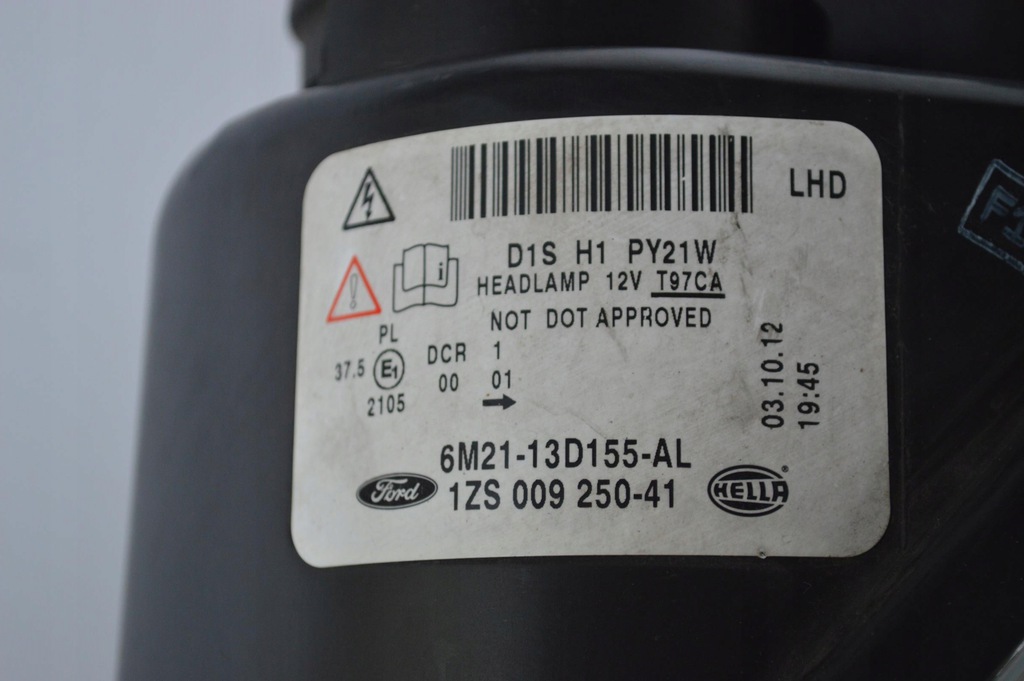 LHD
D1S H1 PY21W
HEADLAMP 12V T97CA
NOT DOT APPROVED
PL
37.5 E1 DCR 1
2105 00 01
03.10.12
19:45
6M21-13D155-AL
Ford 1ZS 009 250-41 HELLA®